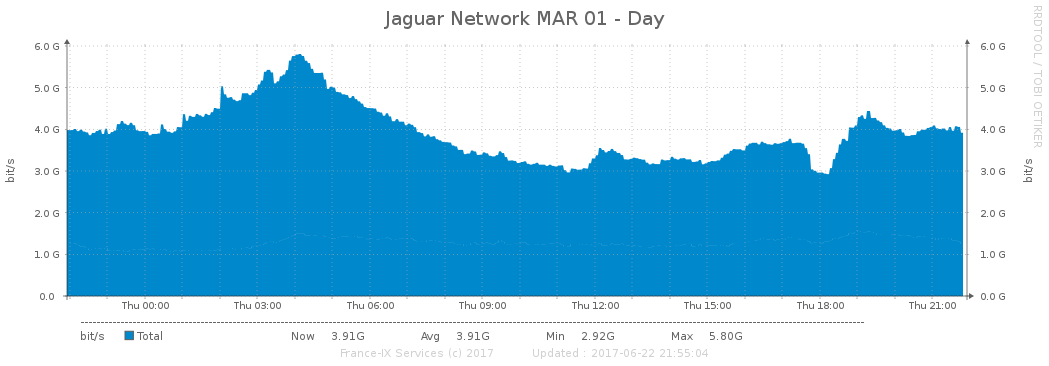 Jaguar Network MAR 01 - Day
RRDTOOL / TOBI OETIKER
6.0 G 6.0 G
5.0 G 5.0 G
4.0 G 4.0 G
3.0 G 3.0 G
2.0 G 2.0 G
1.0 G 1.0 G
0.0 0.0 G
bit/s bit/s
Thu 00:00 Thu 03:00 Thu 06:00 Thu 09:00 Thu 12:00 Thu 15:00 Thu 18:00 Thu 21:00
bit/s Total Now 3.91G Avg 3.91G Min 2.92G Max 5.80G
France-IX Services (c) 2017 Updated : 2017-06-22 21:55:04